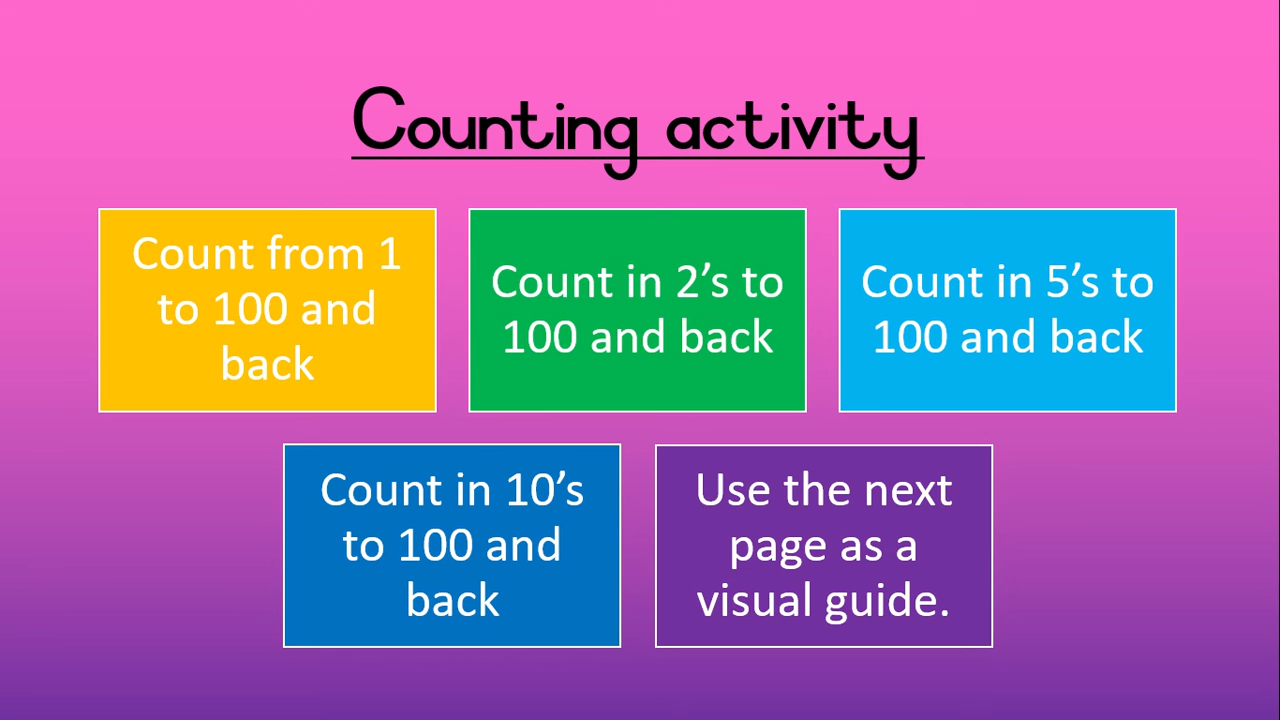 Counting activity
Count from 1
to 100 and
back
Count in 2’s to
100 and back
Count in 5’s to
100 and back
Count in 10’s
to 100 and
back
Use the next
page as a
visual guide.